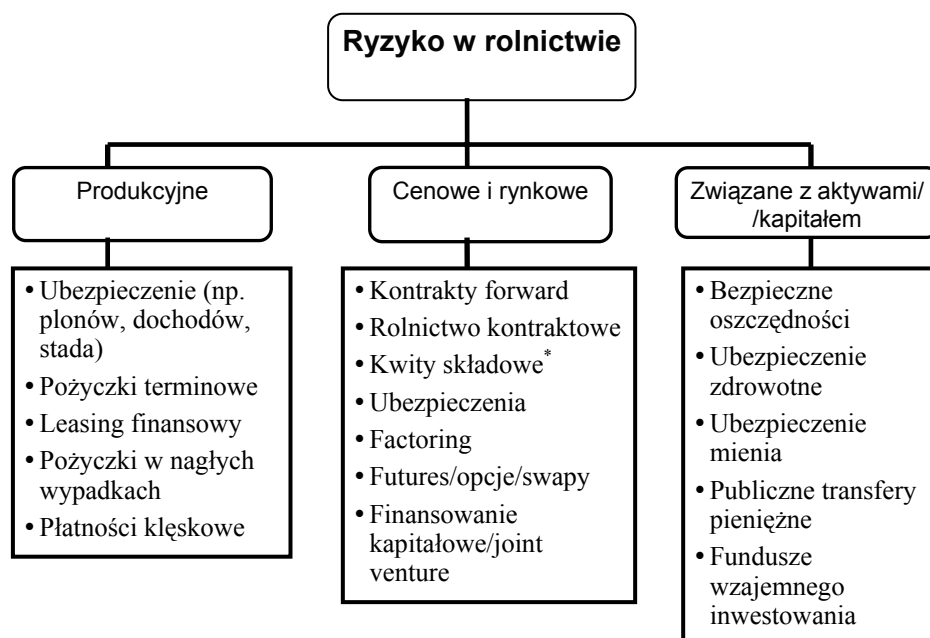 Ryzyko w rolnictwie
Produkcyjne
• Ubezpieczenie (np.
plonów, dochodów,
stada)
• Pożyczki terminowe
• Leasing finansowy
• Pożyczki w nagłych
wypadkach
• Płatności klęskowe
Cenowe i rynkowe
• Kontrakty forward
• Rolnictwo kontraktowe
• Kwity składowe*
• Ubezpieczenia
• Factoring
• Futures/opcje/swapy
• Finansowanie
kapitałowe/joint
venture
Związane z aktywami/
/kapitałem
• Bezpieczne
oszczędności
• Ubezpieczenie
zdrowotne
• Ubezpieczenie
mienia
• Publiczne transfery
pieniężne
• Fundusze
wzajemnego
inwestowania